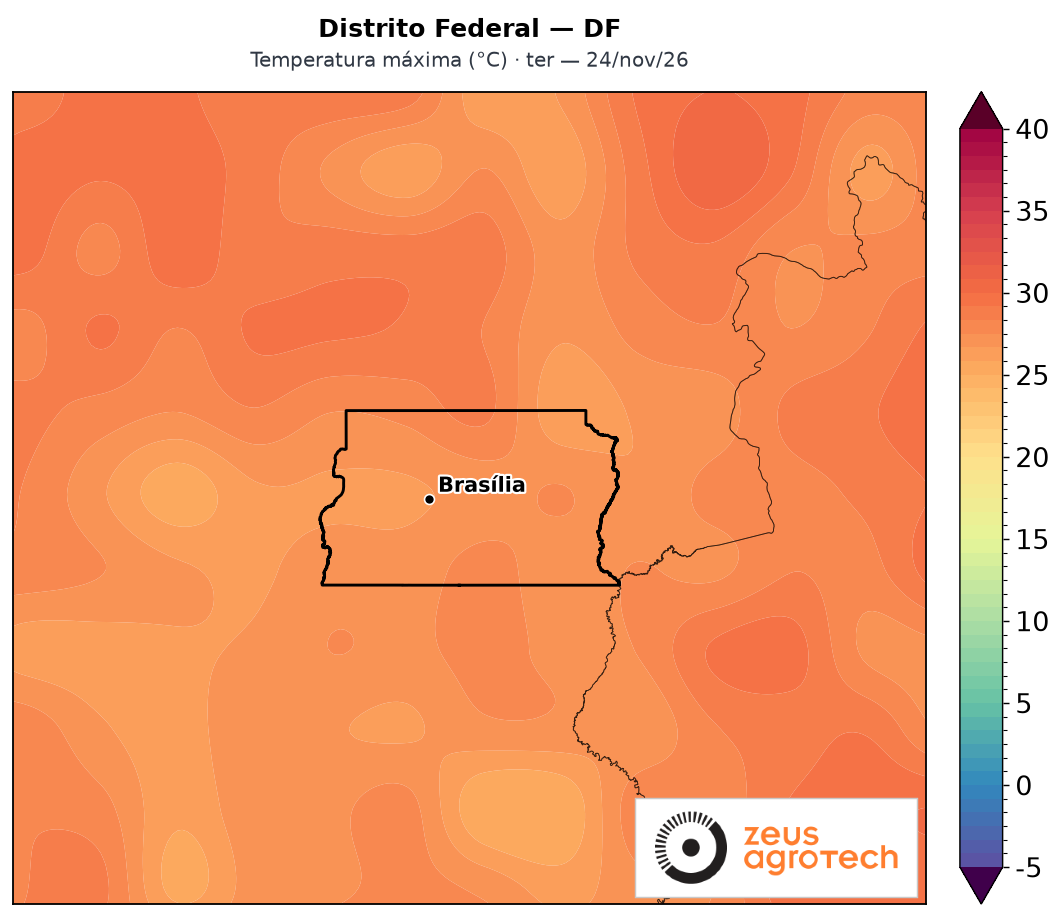 Distrito Federal — DF
Temperatura máxima (°C) · ter — 24/nov/26
Brasília
40
35
30
25
20
15
10
5
0
-5
zeus
agrotech